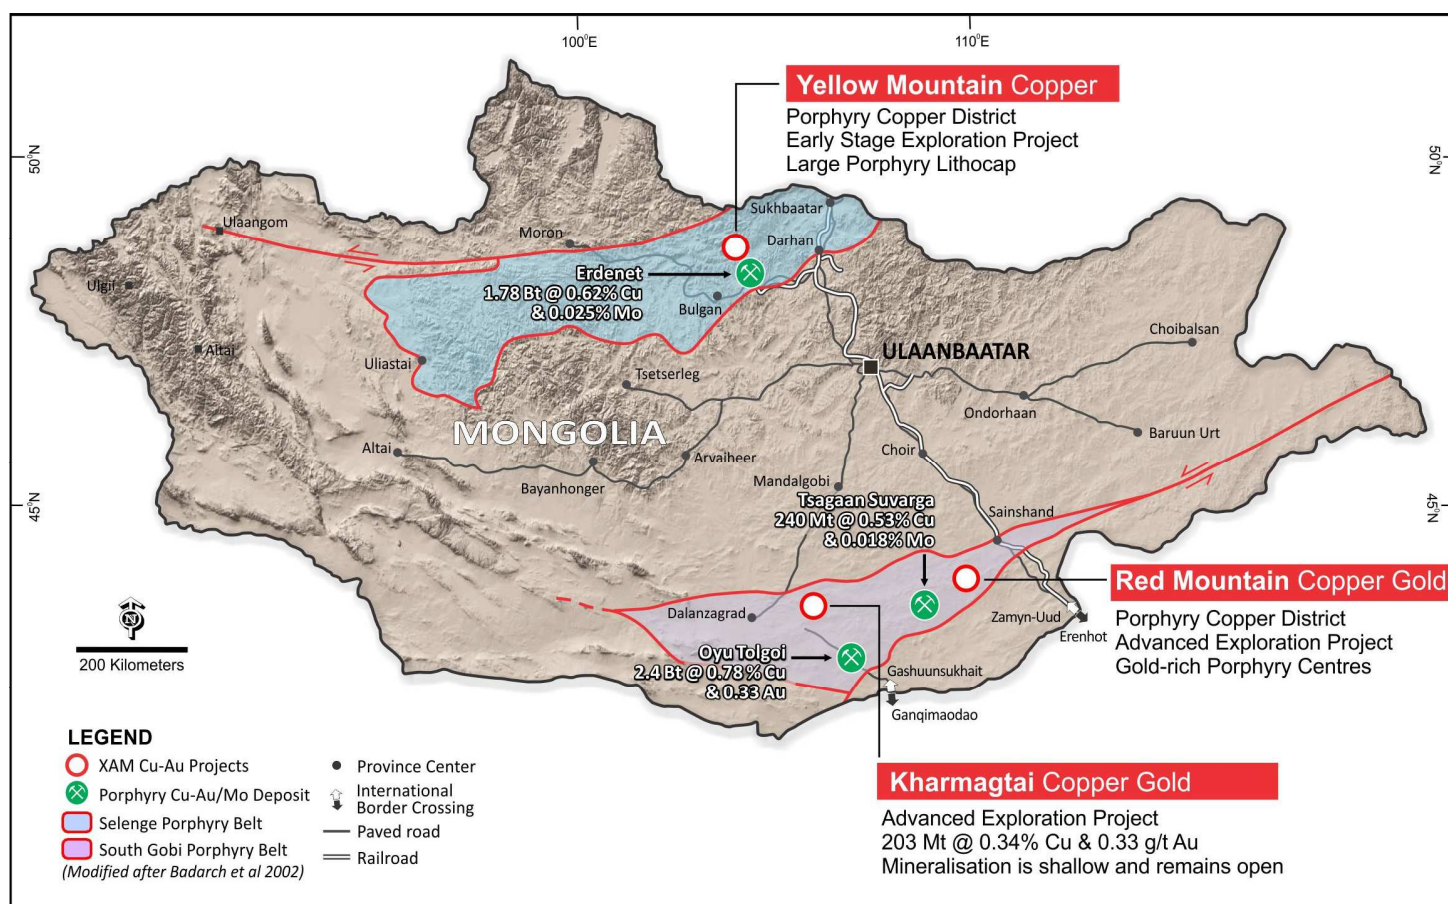 100°E
110°E
Yellow Mountain Copper
Porphyry Copper District
Early Stage Exploration Project
Large Porphyry Lithocap
50°N
50°N
Ulaangom
Moron
Sukhbaatar
Darhan
Ulgii
Erdenet
1.78 Bt @ 0.62% Cu
& 0.025% Mo
Bulgan
Altai
Uliastai
Choibalsan
ULAANBAATAR
Tsetserleg
Ondorhaan
MONGOLIA
Baruun Urt
Altai
Arvaiheer
Choir
Bayanhonger
Mandalgobi
45°N
45°N
Tsagaan Suvarga
240 Mt @ 0.53% Cu
& 0.018% Mo
Sainshand
Red Mountain Copper Gold
Porphyry Copper District
Advanced Exploration Project
Gold-rich Porphyry Centres
Dalanzagrad
Zamyn-Uud
Erenhot
N
200 Kilometers
Oyu Tolgoi
2.4 Bt @ 0.78 % Cu
& 0.33 Au
Gashuunsukhait
Ganqimaodao
LEGEND
XAM Cu-Au Projects
Porphyry Cu-Au/Mo Deposit
Selenge Porphyry Belt
South Gobi Porphyry Belt
(Modified after Badarch et al 2002)
Province Center
International
Border Crossing
Paved road
Railroad
Kharmagtai Copper Gold
Advanced Exploration Project
203 Mt @ 0.34% Cu & 0.33 g/t Au
Mineralisation is shallow and remains open